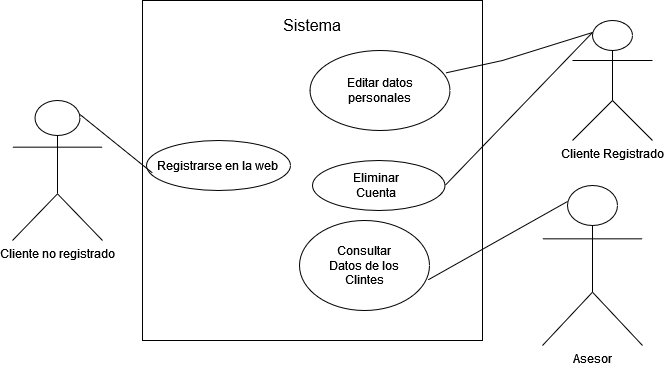 Sistema
Editar datos
personales
Cliente Registrado
Registrarse en la web
Eliminar
Cuenta
Cliente no registrado
Consultar
Datos de los
Clintes
Asesor